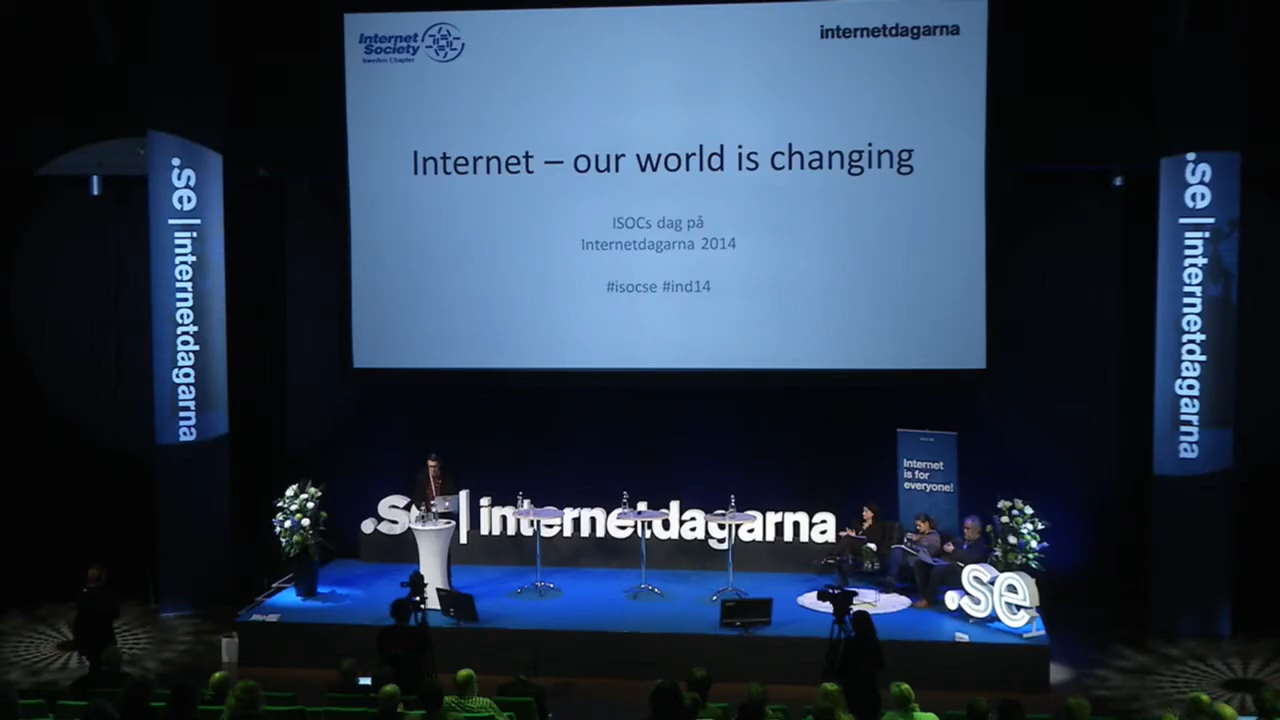 Internet
Society
Sweden Chapter
internetdagarna
Internet – our world is changing
ISOCs dag på
Internetdagarna 2014
#isocse #ind14
.se | internetdagarna
.se | internetdagarna
Internet
is for
everyone!
.se | internetdagarna
.se